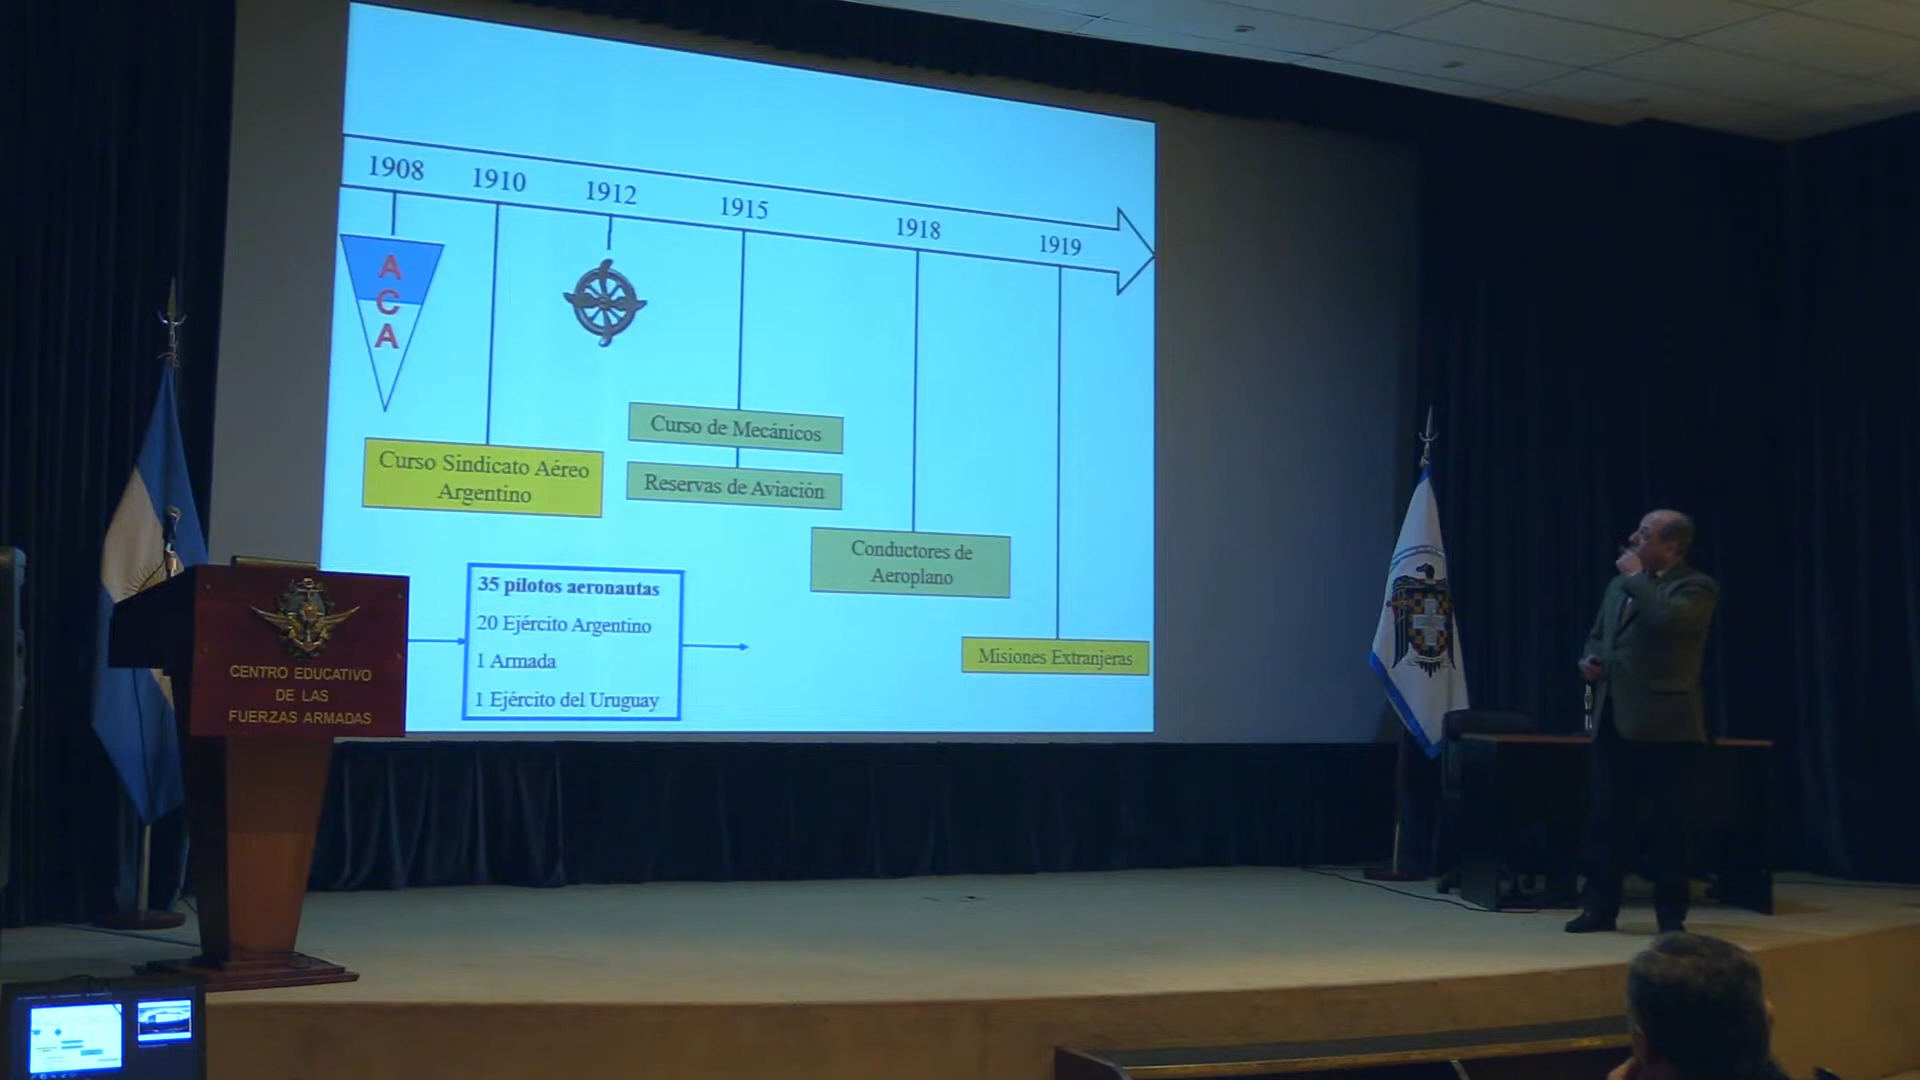 1908
1910
1912
1915
1918
1919
A
C
A
Curso de Mecánicos
Curso Sindicato Aéreo
Argentino
Reservas de Aviación
Conductores de
Aeroplano
35 pilotos aeronautas
20 Ejército Argentino
1 Armada
1 Ejército del Uruguay
Misiones Extranjeras
CENTRO EDUCATIVO
DE LAS
FUERZAS ARMADAS